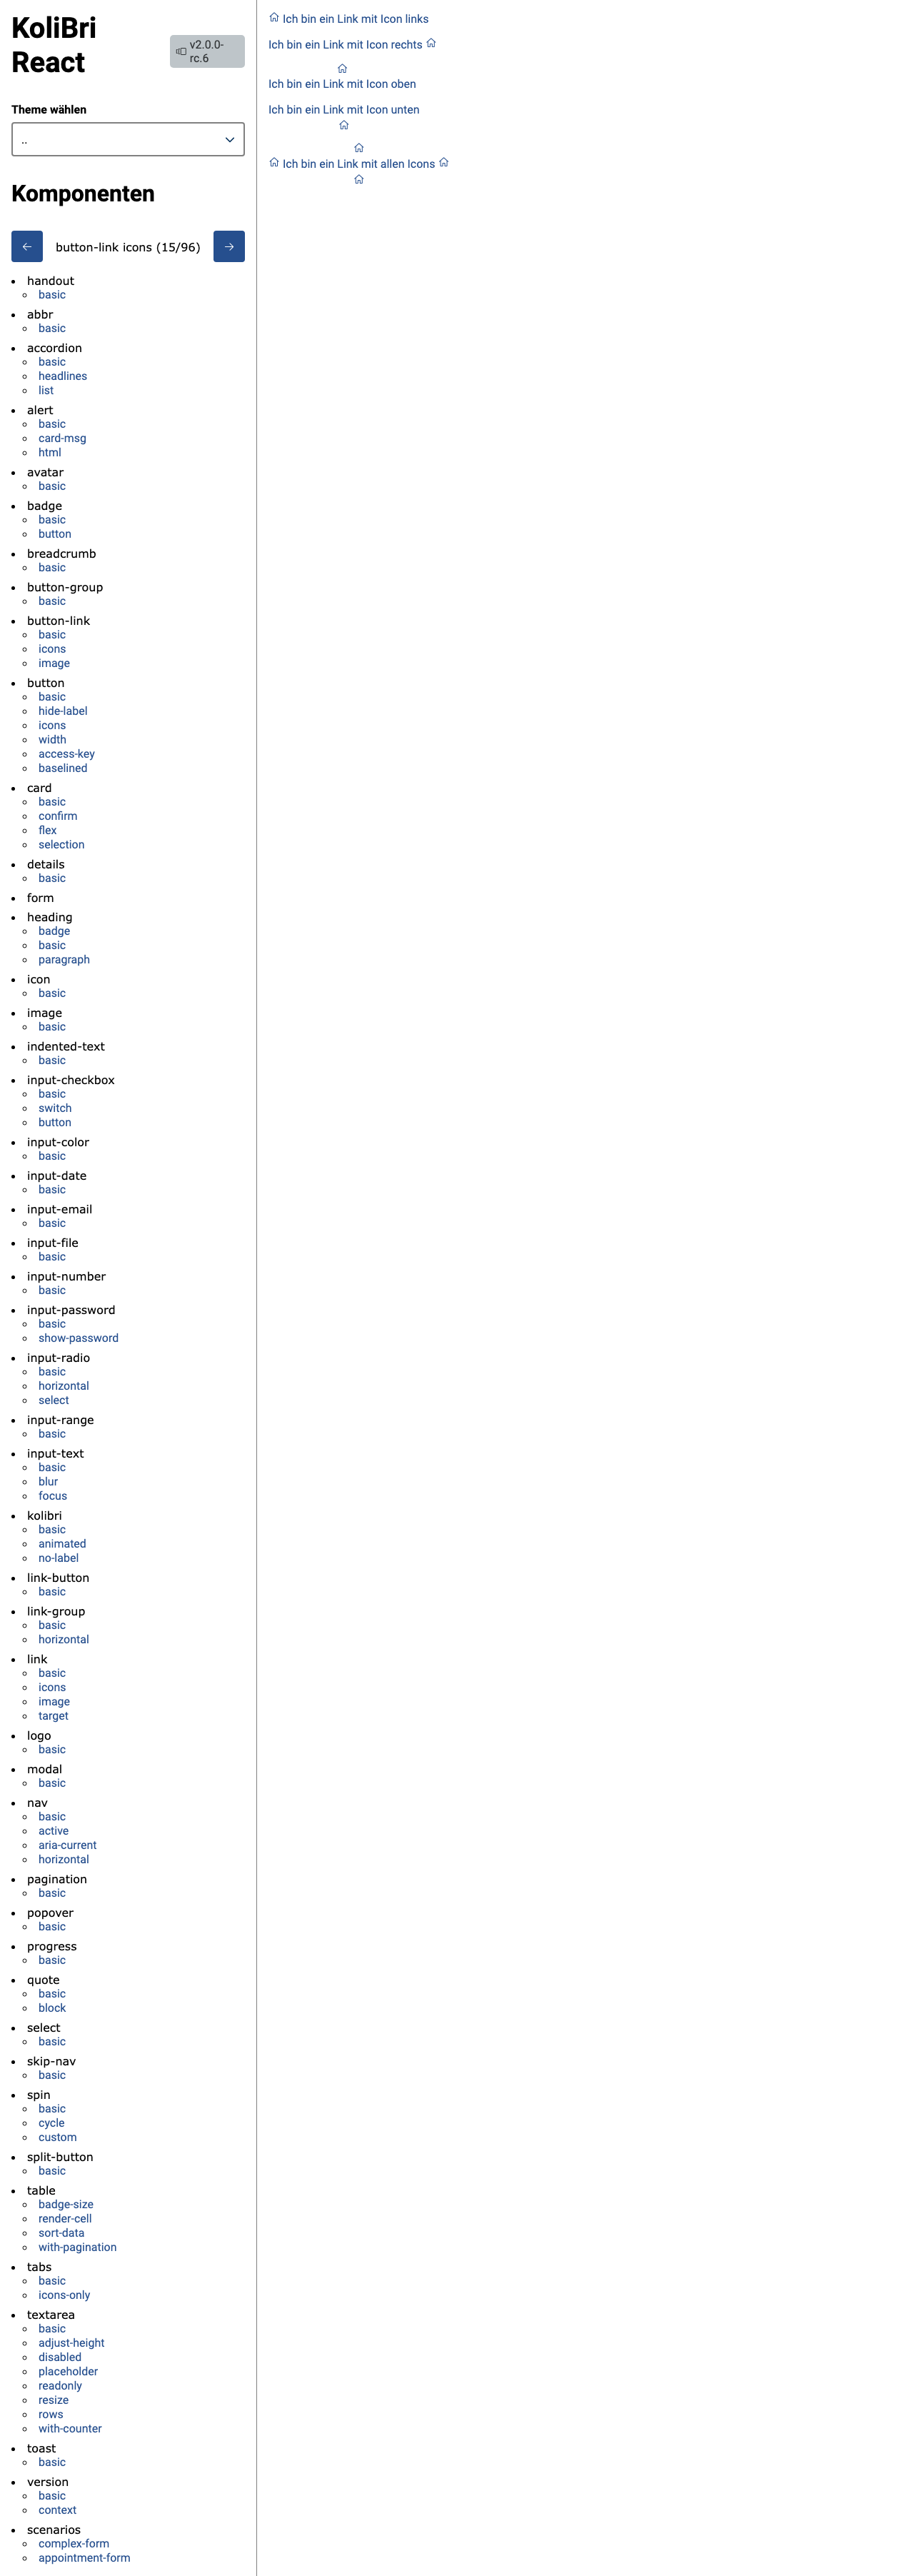 KoliBri
React
v2.0.0-
rc.6
Theme wählen
..
Komponenten
button-link icons (15/96)
handout
basic
abbr
basic
accordion
basic
headlines
list
alert
basic
card-msg
html
avatar
basic
badge
basic
button
breadcrumb
basic
button-group
basic
button-link
basic
icons
image
button
basic
hide-label
icons
width
access-key
baselined
card
basic
confirm
flex
selection
details
basic
form
heading
badge
basic
paragraph
icon
basic
image
basic
indented-text
basic
input-checkbox
basic
switch
button
input-color
basic
input-date
basic
input-email
basic
input-file
basic
input-number
basic
input-password
basic
show-password
input-radio
basic
horizontal
select
input-range
basic
input-text
basic
blur
focus
kolibri
basic
animated
no-label
link-button
basic
link-group
basic
horizontal
link
basic
icons
image
target
logo
basic
modal
basic
nav
basic
active
aria-current
horizontal
pagination
basic
popover
basic
progress
basic
quote
basic
block
select
basic
skip-nav
basic
spin
basic
cycle
custom
split-button
basic
table
badge-size
render-cell
sort-data
with-pagination
tabs
basic
icons-only
textarea
basic
adjust-height
disabled
placeholder
readonly
resize
rows
with-counter
toast
basic
version
basic
context
scenarios
complex-form
appointment-form
Ich bin ein Link mit Icon links
Ich bin ein Link mit Icon rechts
Ich bin ein Link mit Icon oben
Ich bin ein Link mit Icon unten
Ich bin ein Link mit allen Icons